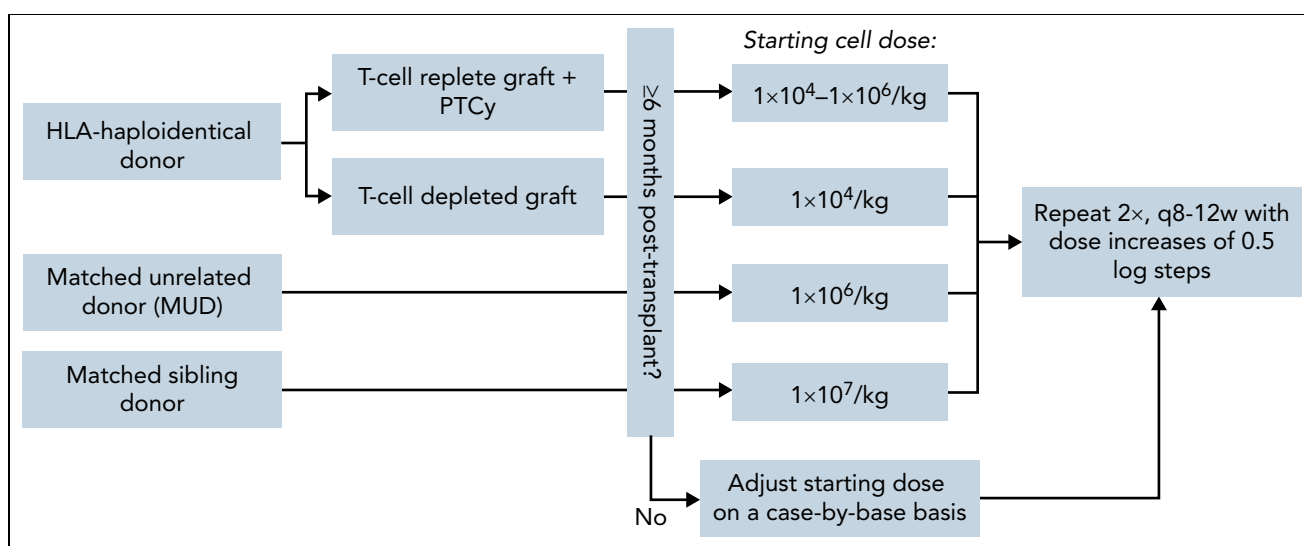 Starting cell dose:
T-cell replete graft +
PTCy
1×10⁴–1×10⁶/kg
HLA-haploidentical
donor
≥6 months post-transplant?
T-cell depleted graft
1×10⁴/kg
Repeat 2×, q8-12w with
dose increases of 0.5
log steps
Matched unrelated
donor (MUD)
1×10⁶/kg
Matched sibling
donor
1×10⁷/kg
No
Adjust starting dose
on a case-by-base basis